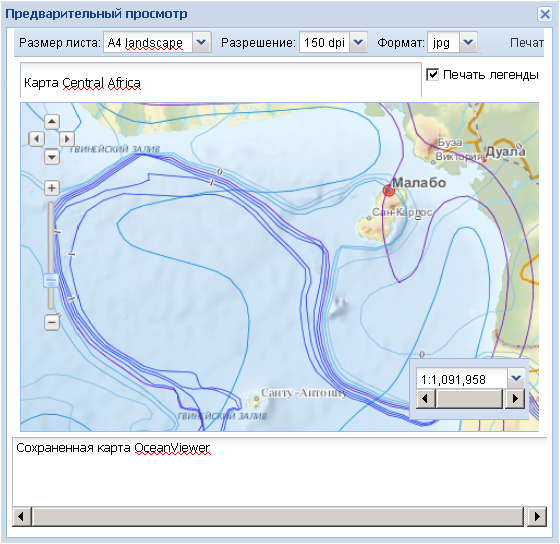 Предварительный просмотр
Размер листа: A4 landscape Разрешение: 150 dpi Формат: jpg Печат
Карта Central Africa
Печать легенды
ГВИНЕЙСКИЙ ЗАЛИВ
0
Буэа
Виктория
Дуала
Малабо
Сан-Карлос
0
0
1:1,091,958
Санту-Антониу
ГВИНЕЙСКИЙ ЗАЛИВ
Сохраненная карта OceanViewer